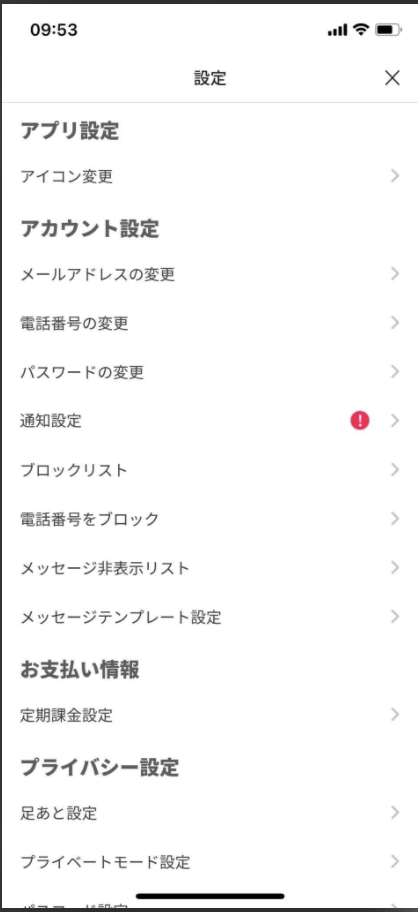 09:53
設定
アプリ設定
アイコン変更
アカウント設定
メールアドレスの変更
電話番号の変更
パスワードの変更
通知設定
ブロックリスト
電話番号をブロック
メッセージ非表示リスト
メッセージテンプレート設定
お支払い情報
定期課金設定
プライバシー設定
足あと設定
プライベートモード設定